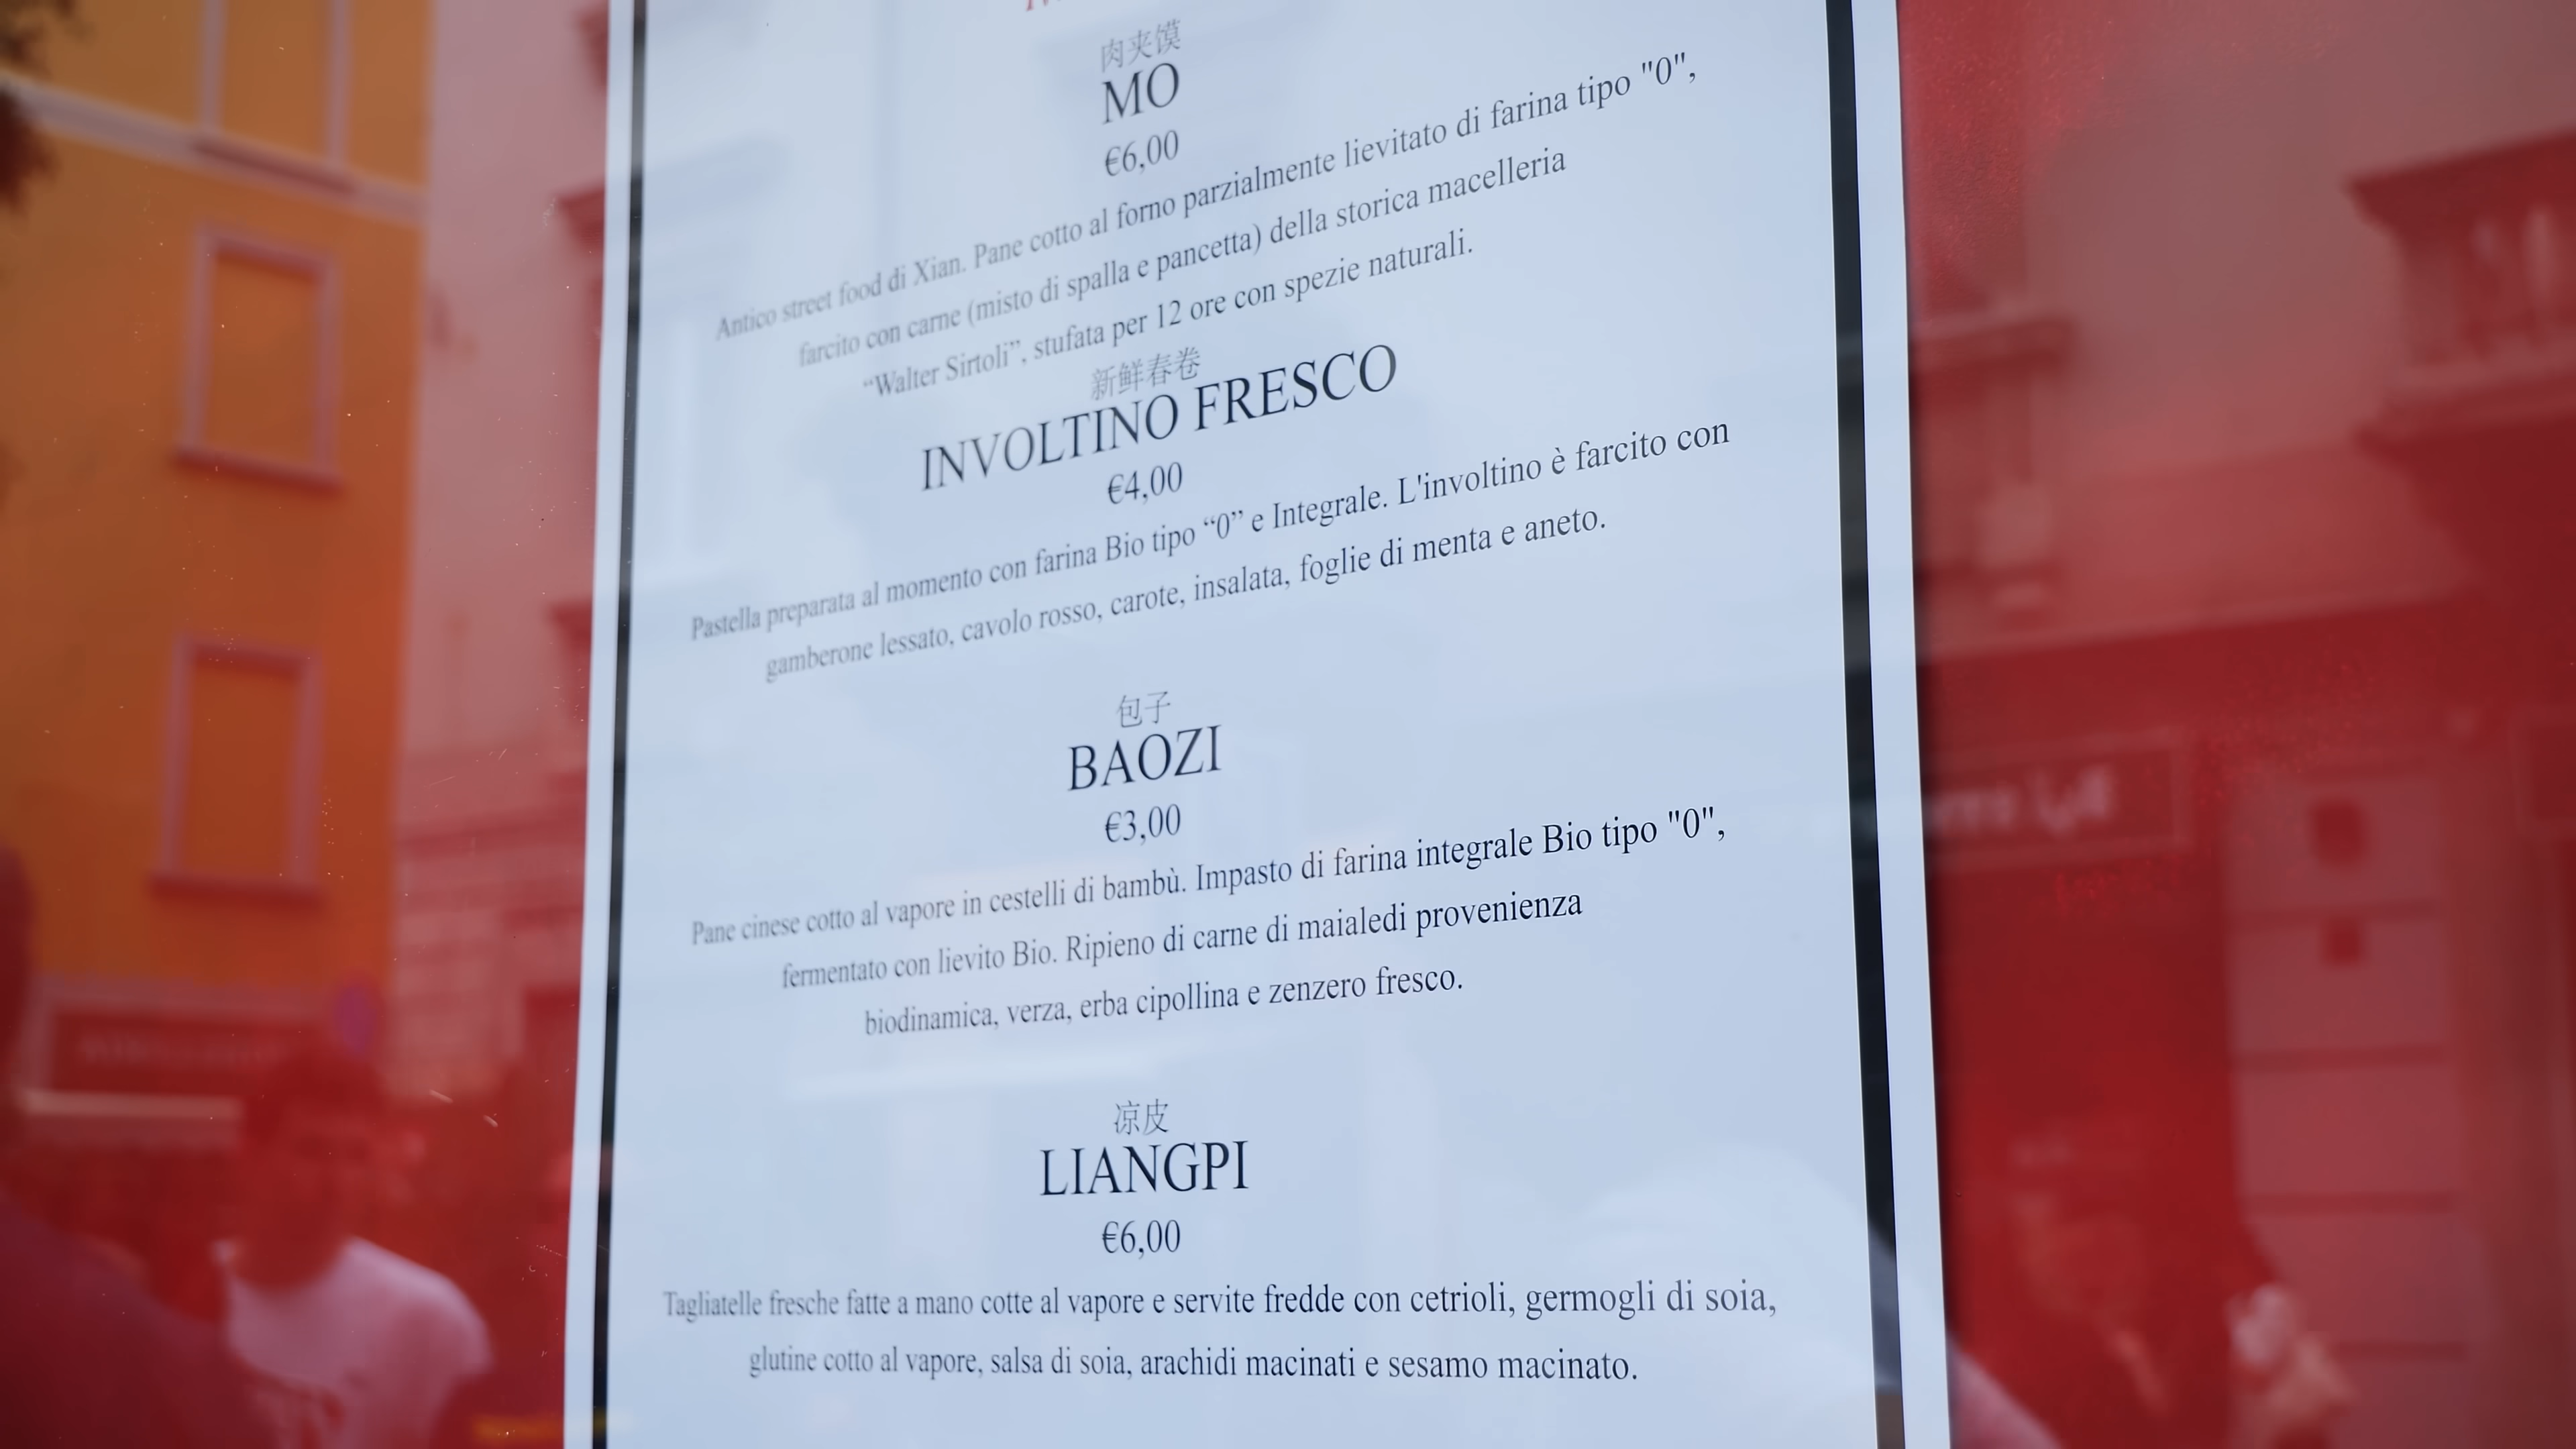 肉夹馍
MO
€6,00
Antico street food di Xian. Pane cotto al forno parzialmente lievitato di farina tipo "0",
farcito con carne (misto di spalla e pancetta) della storica macelleria
“Walter Sirtoli”, stufata per 12 ore con spezie naturali.
新鲜春卷
INVOLTINO FRESCO
€4,00
Pastella preparata al momento con farina Bio tipo “0” e Integrale. L'involtino è farcito con
gamberone lessato, cavolo rosso, carote, insalata, foglie di menta e aneto.
包子
BAOZI
€3,00
Pane cinese cotto al vapore in cestelli di bambù. Impasto di farina integrale Bio tipo "0",
fermentato con lievito Bio. Ripieno di carne di maialedi provenienza
biodinamica, verza, erba cipollina e zenzero fresco.
凉皮
LIANGPI
€6,00
Tagliatelle fresche fatte a mano cotte al vapore e servite fredde con cetrioli, germogli di soia,
glutine cotto al vapore, salsa di soia, arachidi macinati e sesamo macinato.